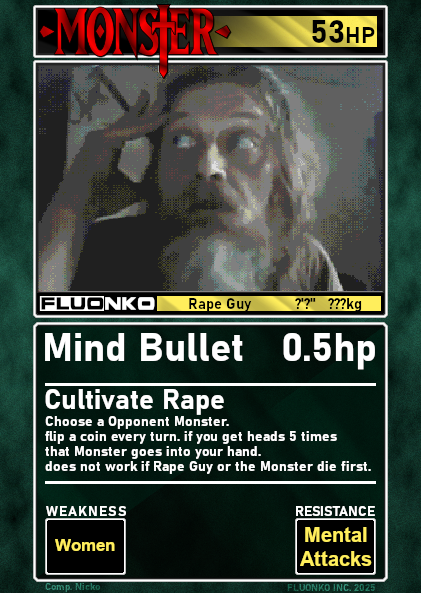 MONSTER
53HP
FLUONKO Rape Guy ?'?" ???kg
Mind Bullet 0.5hp
Cultivate Rape
Choose a Opponent Monster.
flip a coin every turn. if you get heads 5 times
that Monster goes into your hand.
does not work if Rape Guy or the Monster die first.
WEAKNESS RESISTANCE
Women
Mental
Attacks
Comp. Nicko FLUONKO INC. 2025